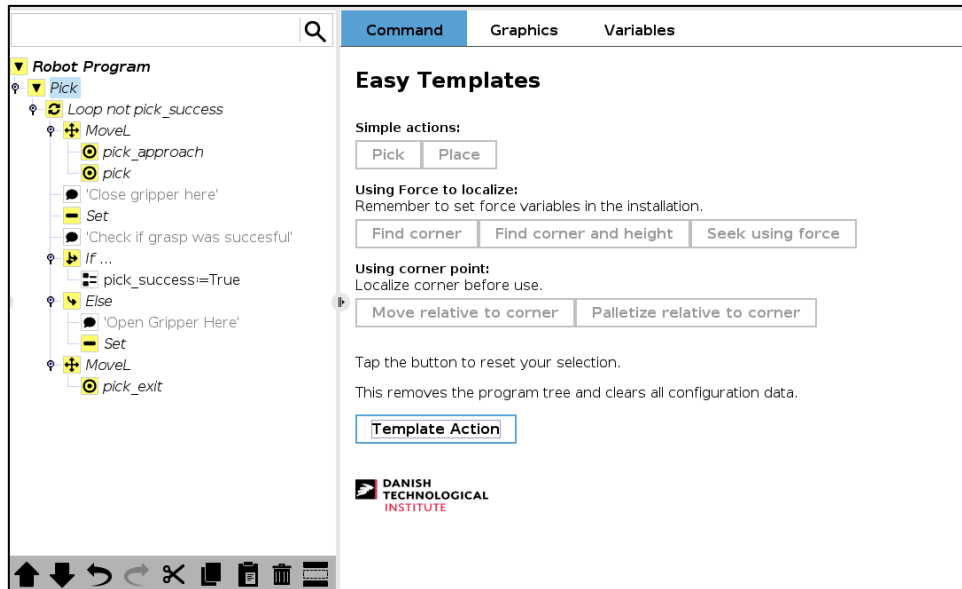 Command Graphics Variables
Robot Program
Pick
Loop not pick_success
MoveL
pick_approach
pick
'Close gripper here'
Set
'Check if grasp was succesful'
If ...
pick_success:=True
Else
'Open Gripper Here'
Set
MoveL
pick_exit
Easy Templates
Simple actions:
Pick Place
Using Force to localize:
Remember to set force variables in the installation.
Find corner Find corner and height Seek using force
Using corner point:
Localize corner before use.
Move relative to corner Palletize relative to corner
Tap the button to reset your selection.
This removes the program tree and clears all configuration data.
Template Action
DANISH
TECHNOLOGICAL
INSTITUTE